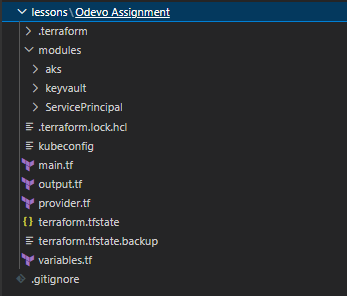 lessons\Odevo Assignment
.terraform
modules
aks
keyvault
ServicePrincipal
.terraform.lock.hcl
kubeconfig
main.tf
output.tf
provider.tf
terraform.tfstate
terraform.tfstate.backup
variables.tf
.gitignore